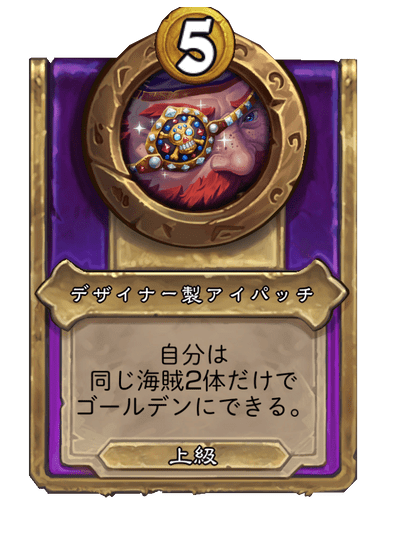 5
デザイナー製アイパッチ
自分は
同じ海賊2体だけで
ゴールデンにできる。
上級